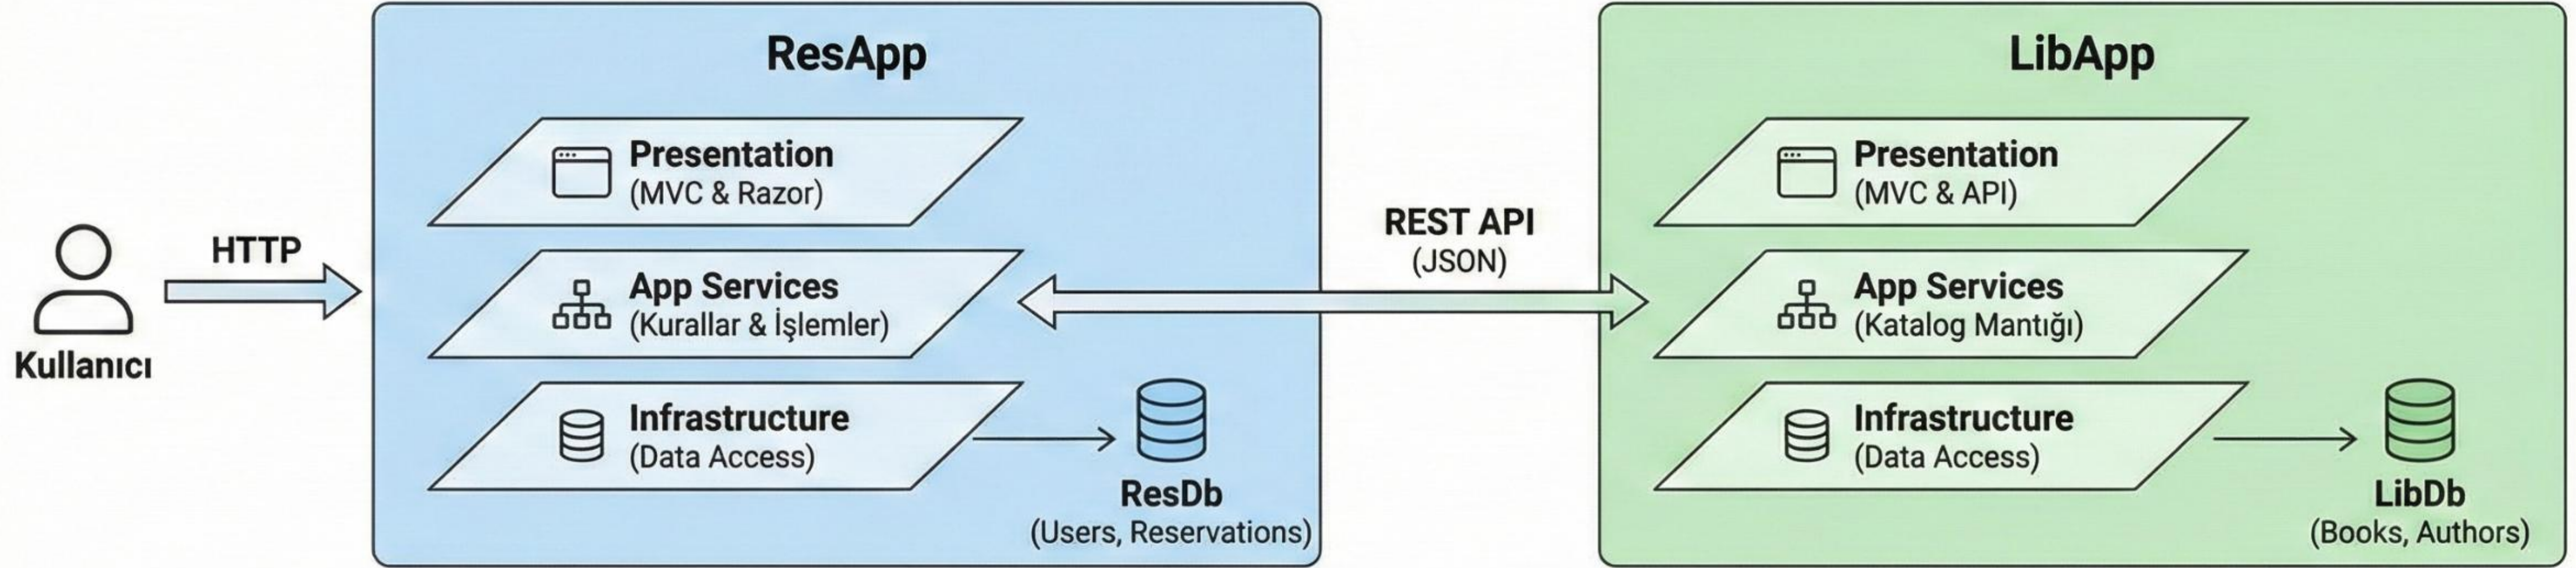 Kullanıcı
HTTP
ResApp
Presentation
(MVC & Razor)
App Services
(Kurallar & İşlemler)
Infrastructure
(Data Access)
ResDb
(Users, Reservations)
REST API
(JSON)
LibApp
Presentation
(MVC & API)
App Services
(Katalog Mantığı)
Infrastructure
(Data Access)
LibDb
(Books, Authors)